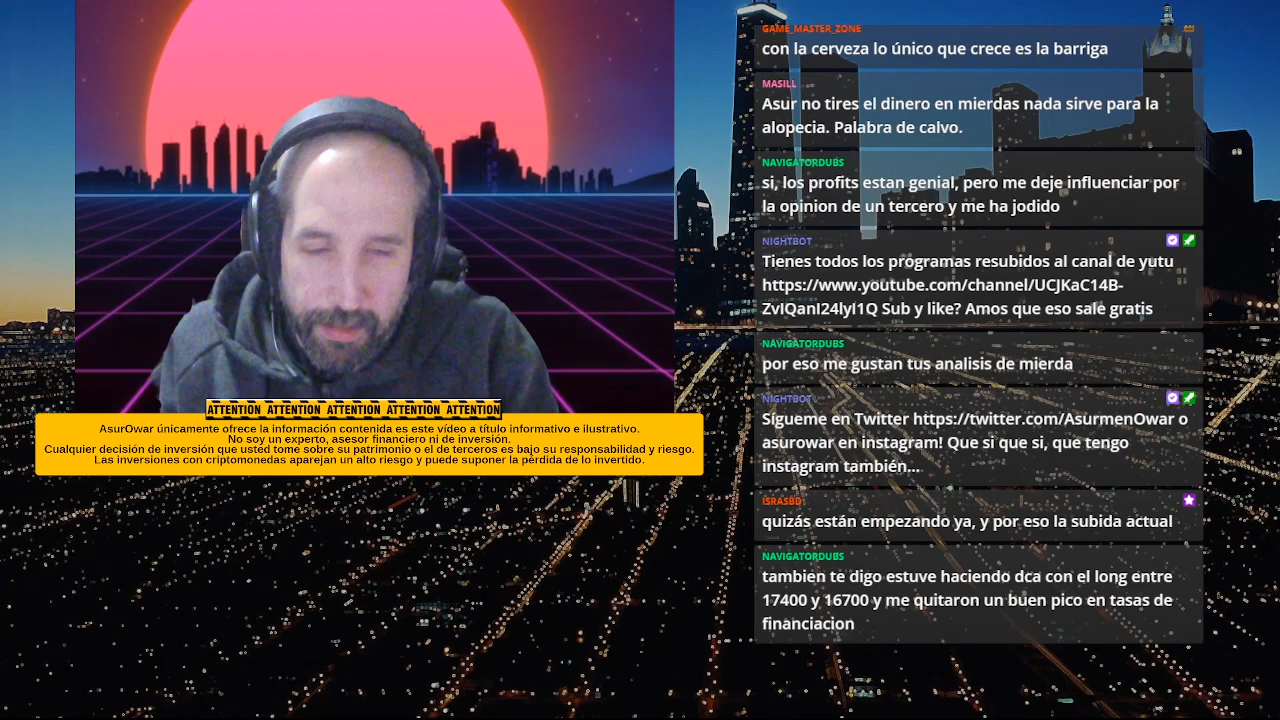 GAME_MASTER_ZONE
con la cerveza lo único que crece es la barriga
MASILL
Asur no tires el dinero en mierdas nada sirve para la
alopecia. Palabra de calvo.
NAVIGATORDUBS
si, los profits estan genial, pero me deje influenciar por
la opinion de un tercero y me ha jodido
NIGHTBOT
Tienes todos los programas resubidos al canal de yutu
https://www.youtube.com/channel/UCJKaC14B-
ZvIQanI24lyI1Q Sub y like? Amos que eso sale gratis
NAVIGATORDUBS
por eso me gustan tus analisis de mierda
NIGHTBOT
Sígueme en Twitter https://twitter.com/AsurmenOwar o
asurowar en instagram! Que si que si, que tengo
instagram también...
ISRASBD
quizás están empezando ya, y por eso la subida actual
NAVIGATORDUBS
tambien te digo estuve haciendo dca con el long entre
17400 y 16700 y me quitaron un buen pico en tasas de
financiacion
ATTENTION ATTENTION ATTENTION ATTENTION ATTENTION
AsurOwar únicamente ofrece la información contenida es este vídeo a título informativo e ilustrativo.
No soy un experto, asesor financiero ni de inversión.
Cualquier decisión de inversión que usted tome sobre su patrimonio o el de terceros es bajo su responsabilidad y riesgo.
Las inversiones con criptomonedas aparejan un alto riesgo y puede suponer la pérdida de lo invertido.